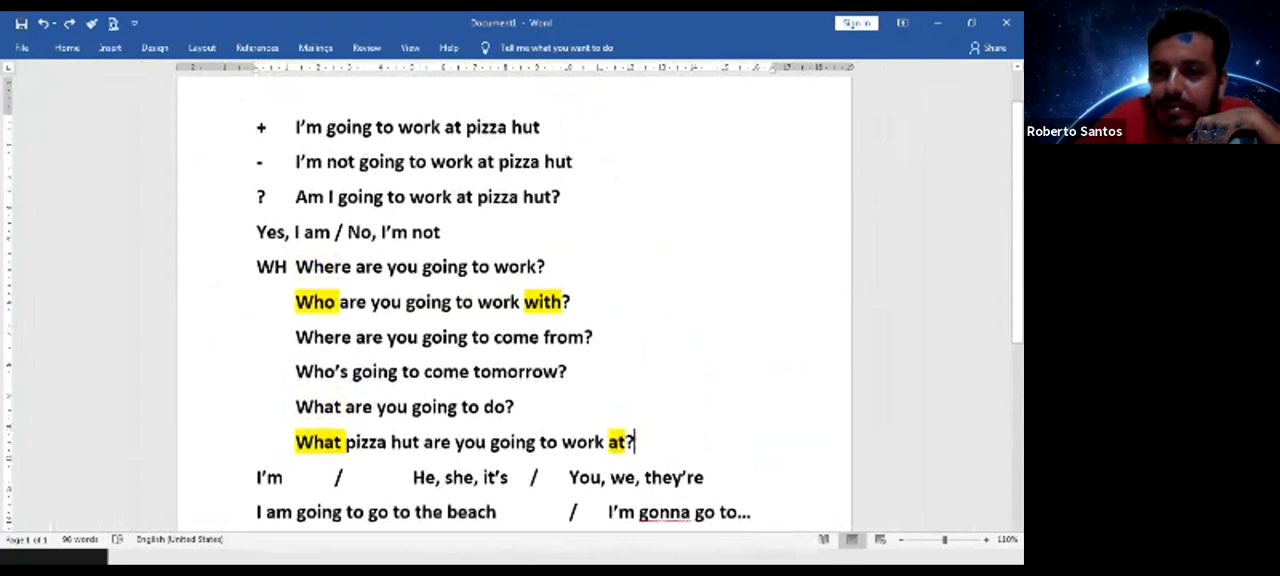 Document1 - Word
Sign in
File Home Insert Design Layout References Mailings Review View Help Tell me what you want to do Share
+ I'm going to work at pizza hut
- I'm not going to work at pizza hut
? Am I going to work at pizza hut?
Yes, I am / No, I'm not
WH Where are you going to work?
Who are you going to work with?
Where are you going to come from?
Who's going to come tomorrow?
What are you going to do?
What pizza hut are you going to work at?
I'm / He, she, it's / You, we, they're
I am going to go to the beach / I'm gonna go to...
Page 1 of 1 96 words English (United States) 110%
Roberto Santos